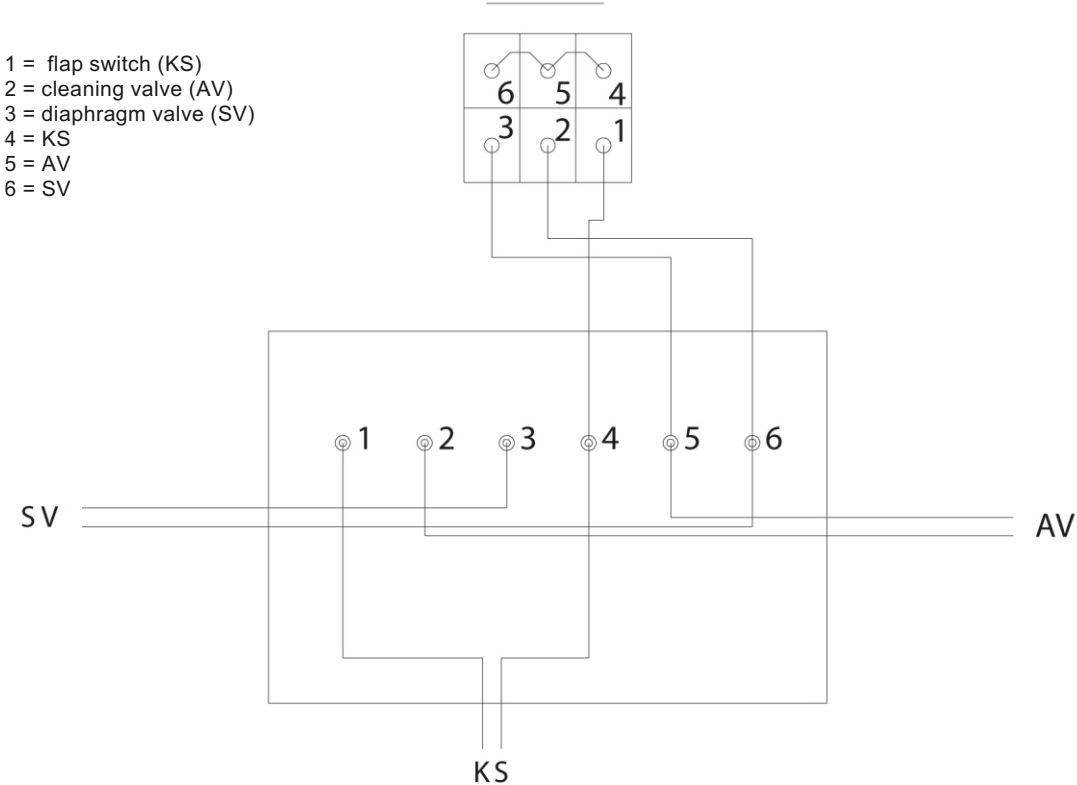 1 = flap switch (KS)
2 = cleaning valve (AV)
3 = diaphragm valve (SV)
4 = KS
5 = AV
6 = SV
6 5 4
3 2 1
1 2 3 4 5 6
SV
AV
KS